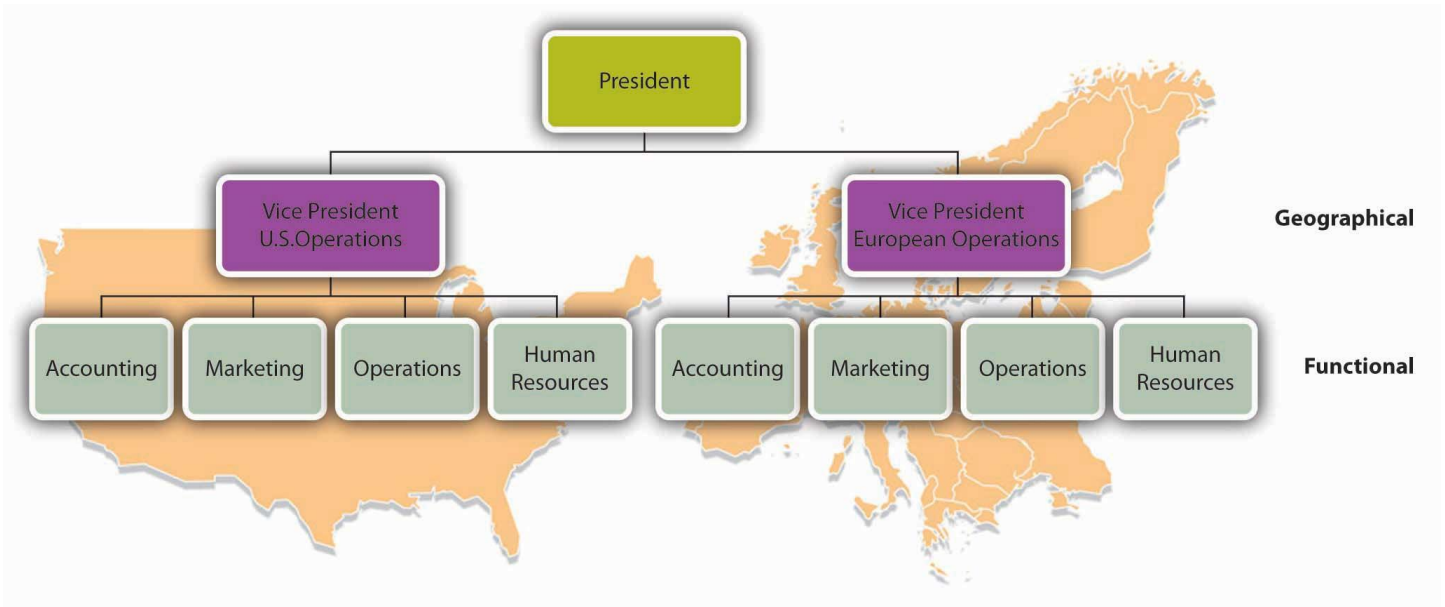 President
Vice President
U.S.Operations
Vice President
European Operations
Geographical
Accounting
Marketing
Operations
Human
Resources
Accounting
Marketing
Operations
Human
Resources
Functional